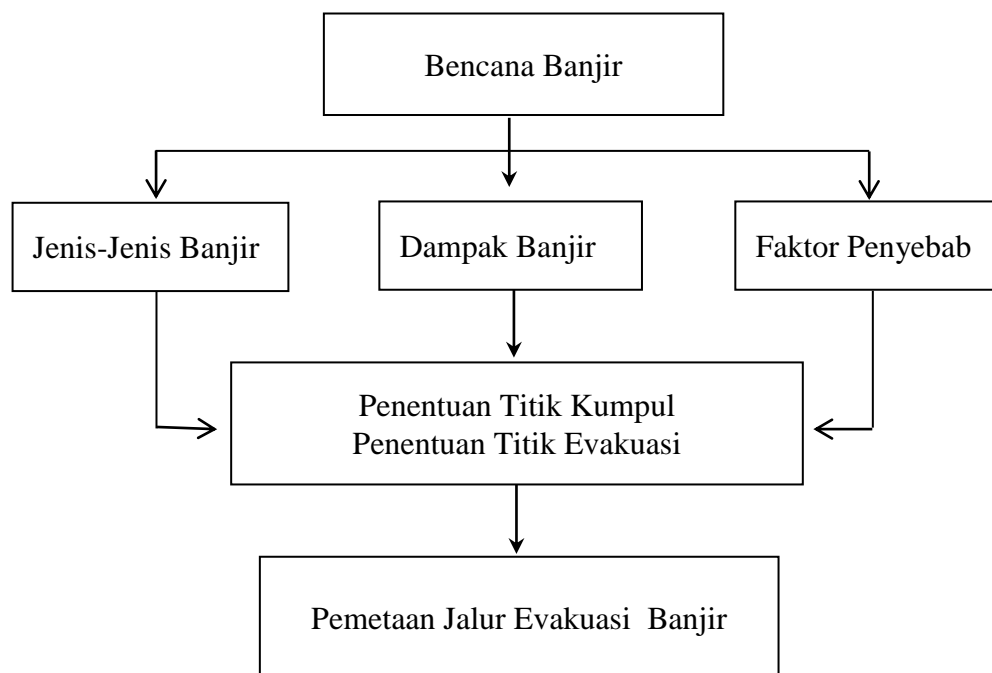 Bencana Banjir
Jenis-Jenis Banjir
Dampak Banjir
Faktor Penyebab
Penentuan Titik Kumpul
Penentuan Titik Evakuasi
Pemetaan Jalur Evakuasi  Banjir